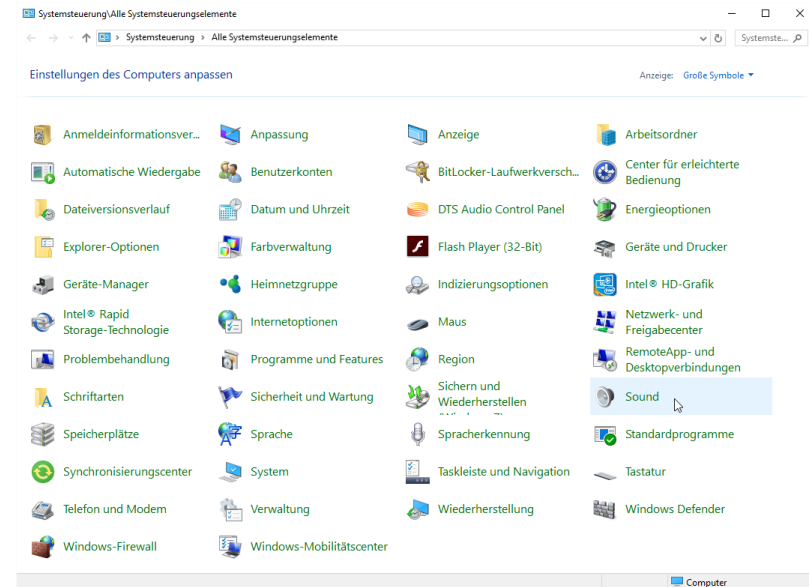 Systemsteuerung\Alle Systemsteuerungselemente
Systemsteuerung > Alle Systemsteuerungselemente
Systemste...
Einstellungen des Computers anpassen
Anzeige: Große Symbole
Anmeldeinformationsver...
Anpassung
Anzeige
Arbeitsordner
Automatische Wiedergabe
Benutzerkonten
BitLocker-Laufwerkversch...
Center für erleichterte
Bedienung
Dateiversionsverlauf
Datum und Uhrzeit
DTS Audio Control Panel
Energieoptionen
Explorer-Optionen
Farbverwaltung
Flash Player (32-Bit)
Geräte und Drucker
Geräte-Manager
Heimnetzgruppe
Indizierungsoptionen
Intel® HD-Grafik
Intel® Rapid
Storage-Technologie
Internetoptionen
Maus
Netzwerk- und
Freigabecenter
Problembehandlung
Programme und Features
Region
RemoteApp- und
Desktopverbindungen
Schriftarten
Sicherheit und Wartung
Sichern und
Wiederherstellen
Sound
Speicherplätze
Sprache
Spracherkennung
Standardprogramme
Synchronisierungscenter
System
Taskleiste und Navigation
Tastatur
Telefon und Modem
Verwaltung
Wiederherstellung
Windows Defender
Windows-Firewall
Windows-Mobilitätscenter
Computer